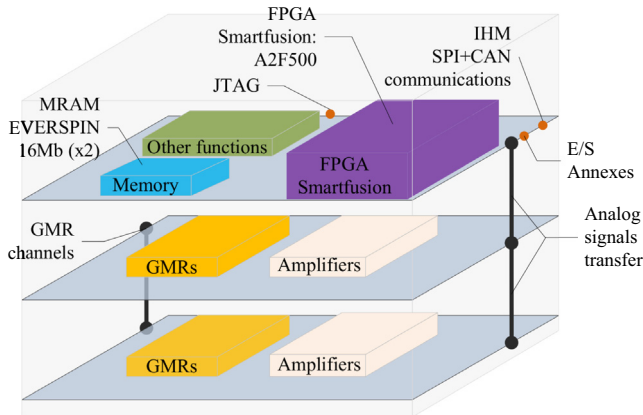 FPGA
Smartfusion:
A2F500
IHM
SPI+CAN
communications
JTAG
MRAM
EVERSPIN
16Mb (x2)
Other functions
Memory
FPGA
Smartfusion
E/S
Annexes
GMR
channels
GMRs
Amplifiers
Analog
signals
transfer
GMRs
Amplifiers